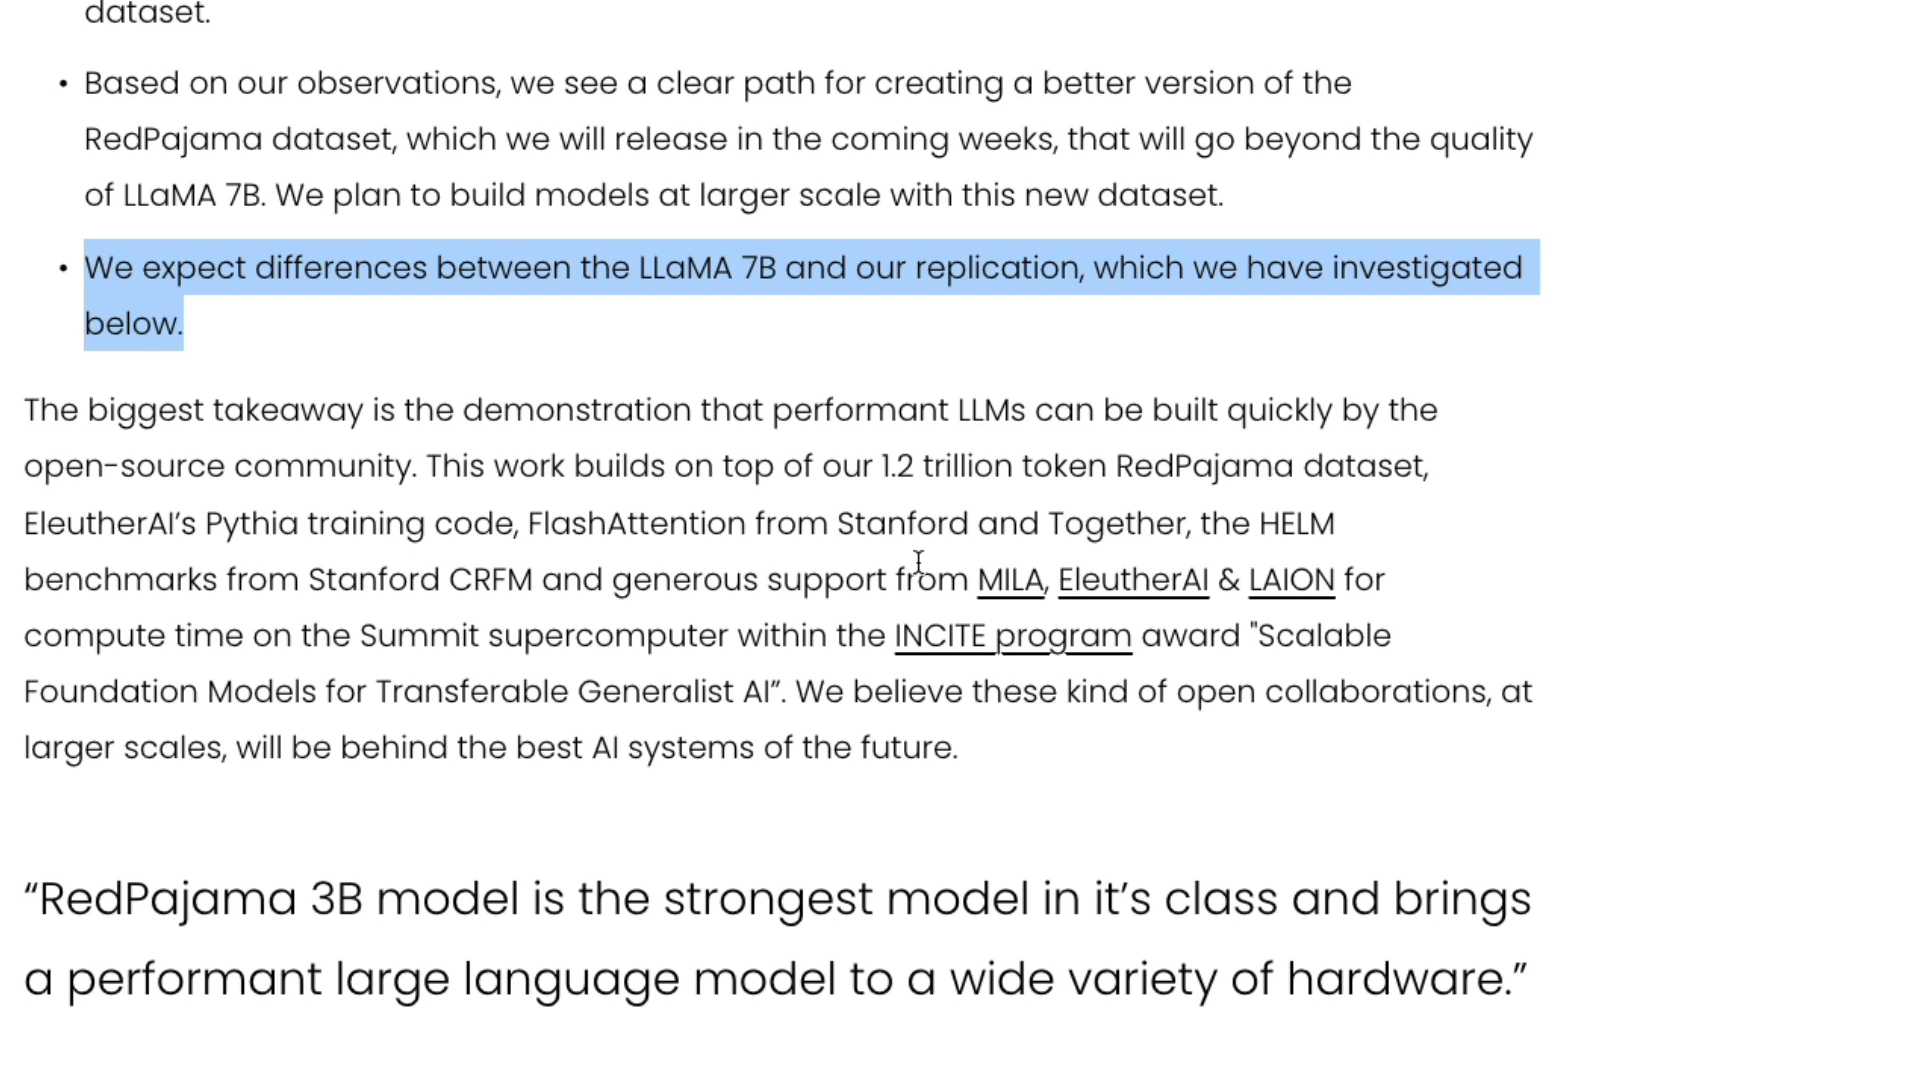 dataset.
• Based on our observations, we see a clear path for creating a better version of the
RedPajama dataset, which we will release in the coming weeks, that will go beyond the quality
of LLaMA 7B. We plan to build models at larger scale with this new dataset.
• We expect differences between the LLaMA 7B and our replication, which we have investigated
below.
The biggest takeaway is the demonstration that performant LLMs can be built quickly by the
open-source community. This work builds on top of our 1.2 trillion token RedPajama dataset,
EleutherAI’s Pythia training code, FlashAttention from Stanford and Together, the HELM
benchmarks from Stanford CRFM and generous support from MILA, EleutherAI & LAION for
compute time on the Summit supercomputer within the INCITE program award "Scalable
Foundation Models for Transferable Generalist AI”. We believe these kind of open collaborations, at
larger scales, will be behind the best AI systems of the future.
“RedPajama 3B model is the strongest model in it’s class and brings
a performant large language model to a wide variety of hardware.”